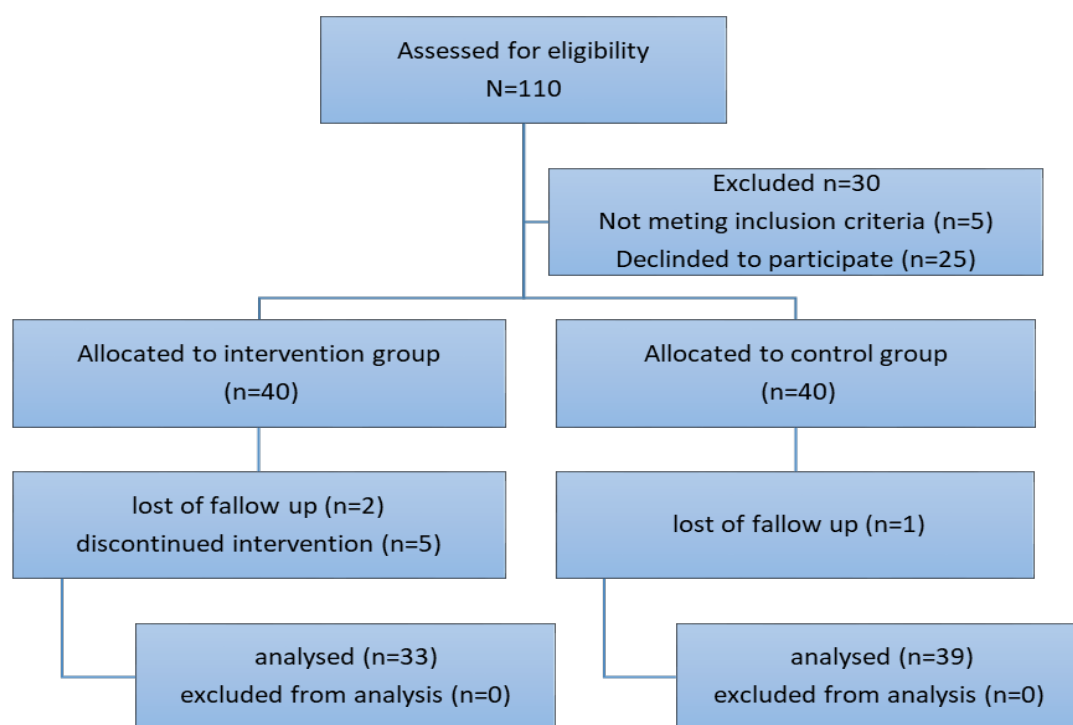 Assessed for eligibility
N=110
Excluded n=30
Not meting inclusion criteria (n=5)
Declinded to participate (n=25)
Allocated to intervention group
(n=40)
Allocated to control group
(n=40)
lost of fallow up (n=2)
discontinued intervention (n=5)
lost of fallow up (n=1)
analysed (n=33)
excluded from analysis (n=0)
analysed (n=39)
excluded from analysis (n=0)